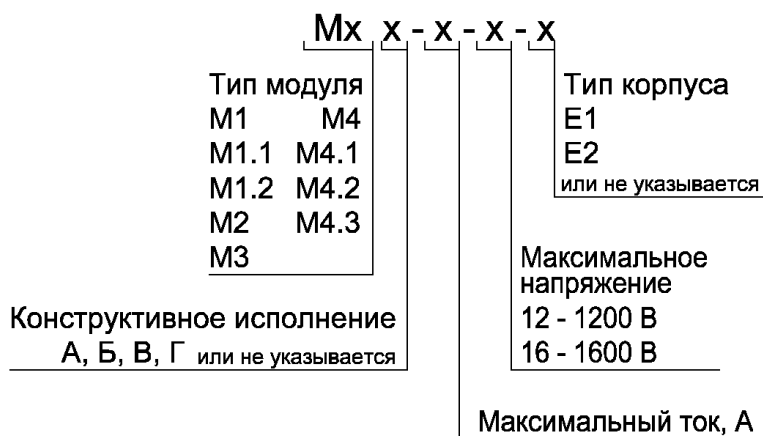 Мх х - х - х - х
Тип модуля
М1 М4
М1.1 М4.1
М1.2 М4.2
М2 М4.3
М3
Тип корпуса
Е1
Е2
или не указывается
Конструктивное исполнение
А, Б, В, Г или не указывается
Максимальное
напряжение
12 - 1200 В
16 - 1600 В
Максимальный ток, А